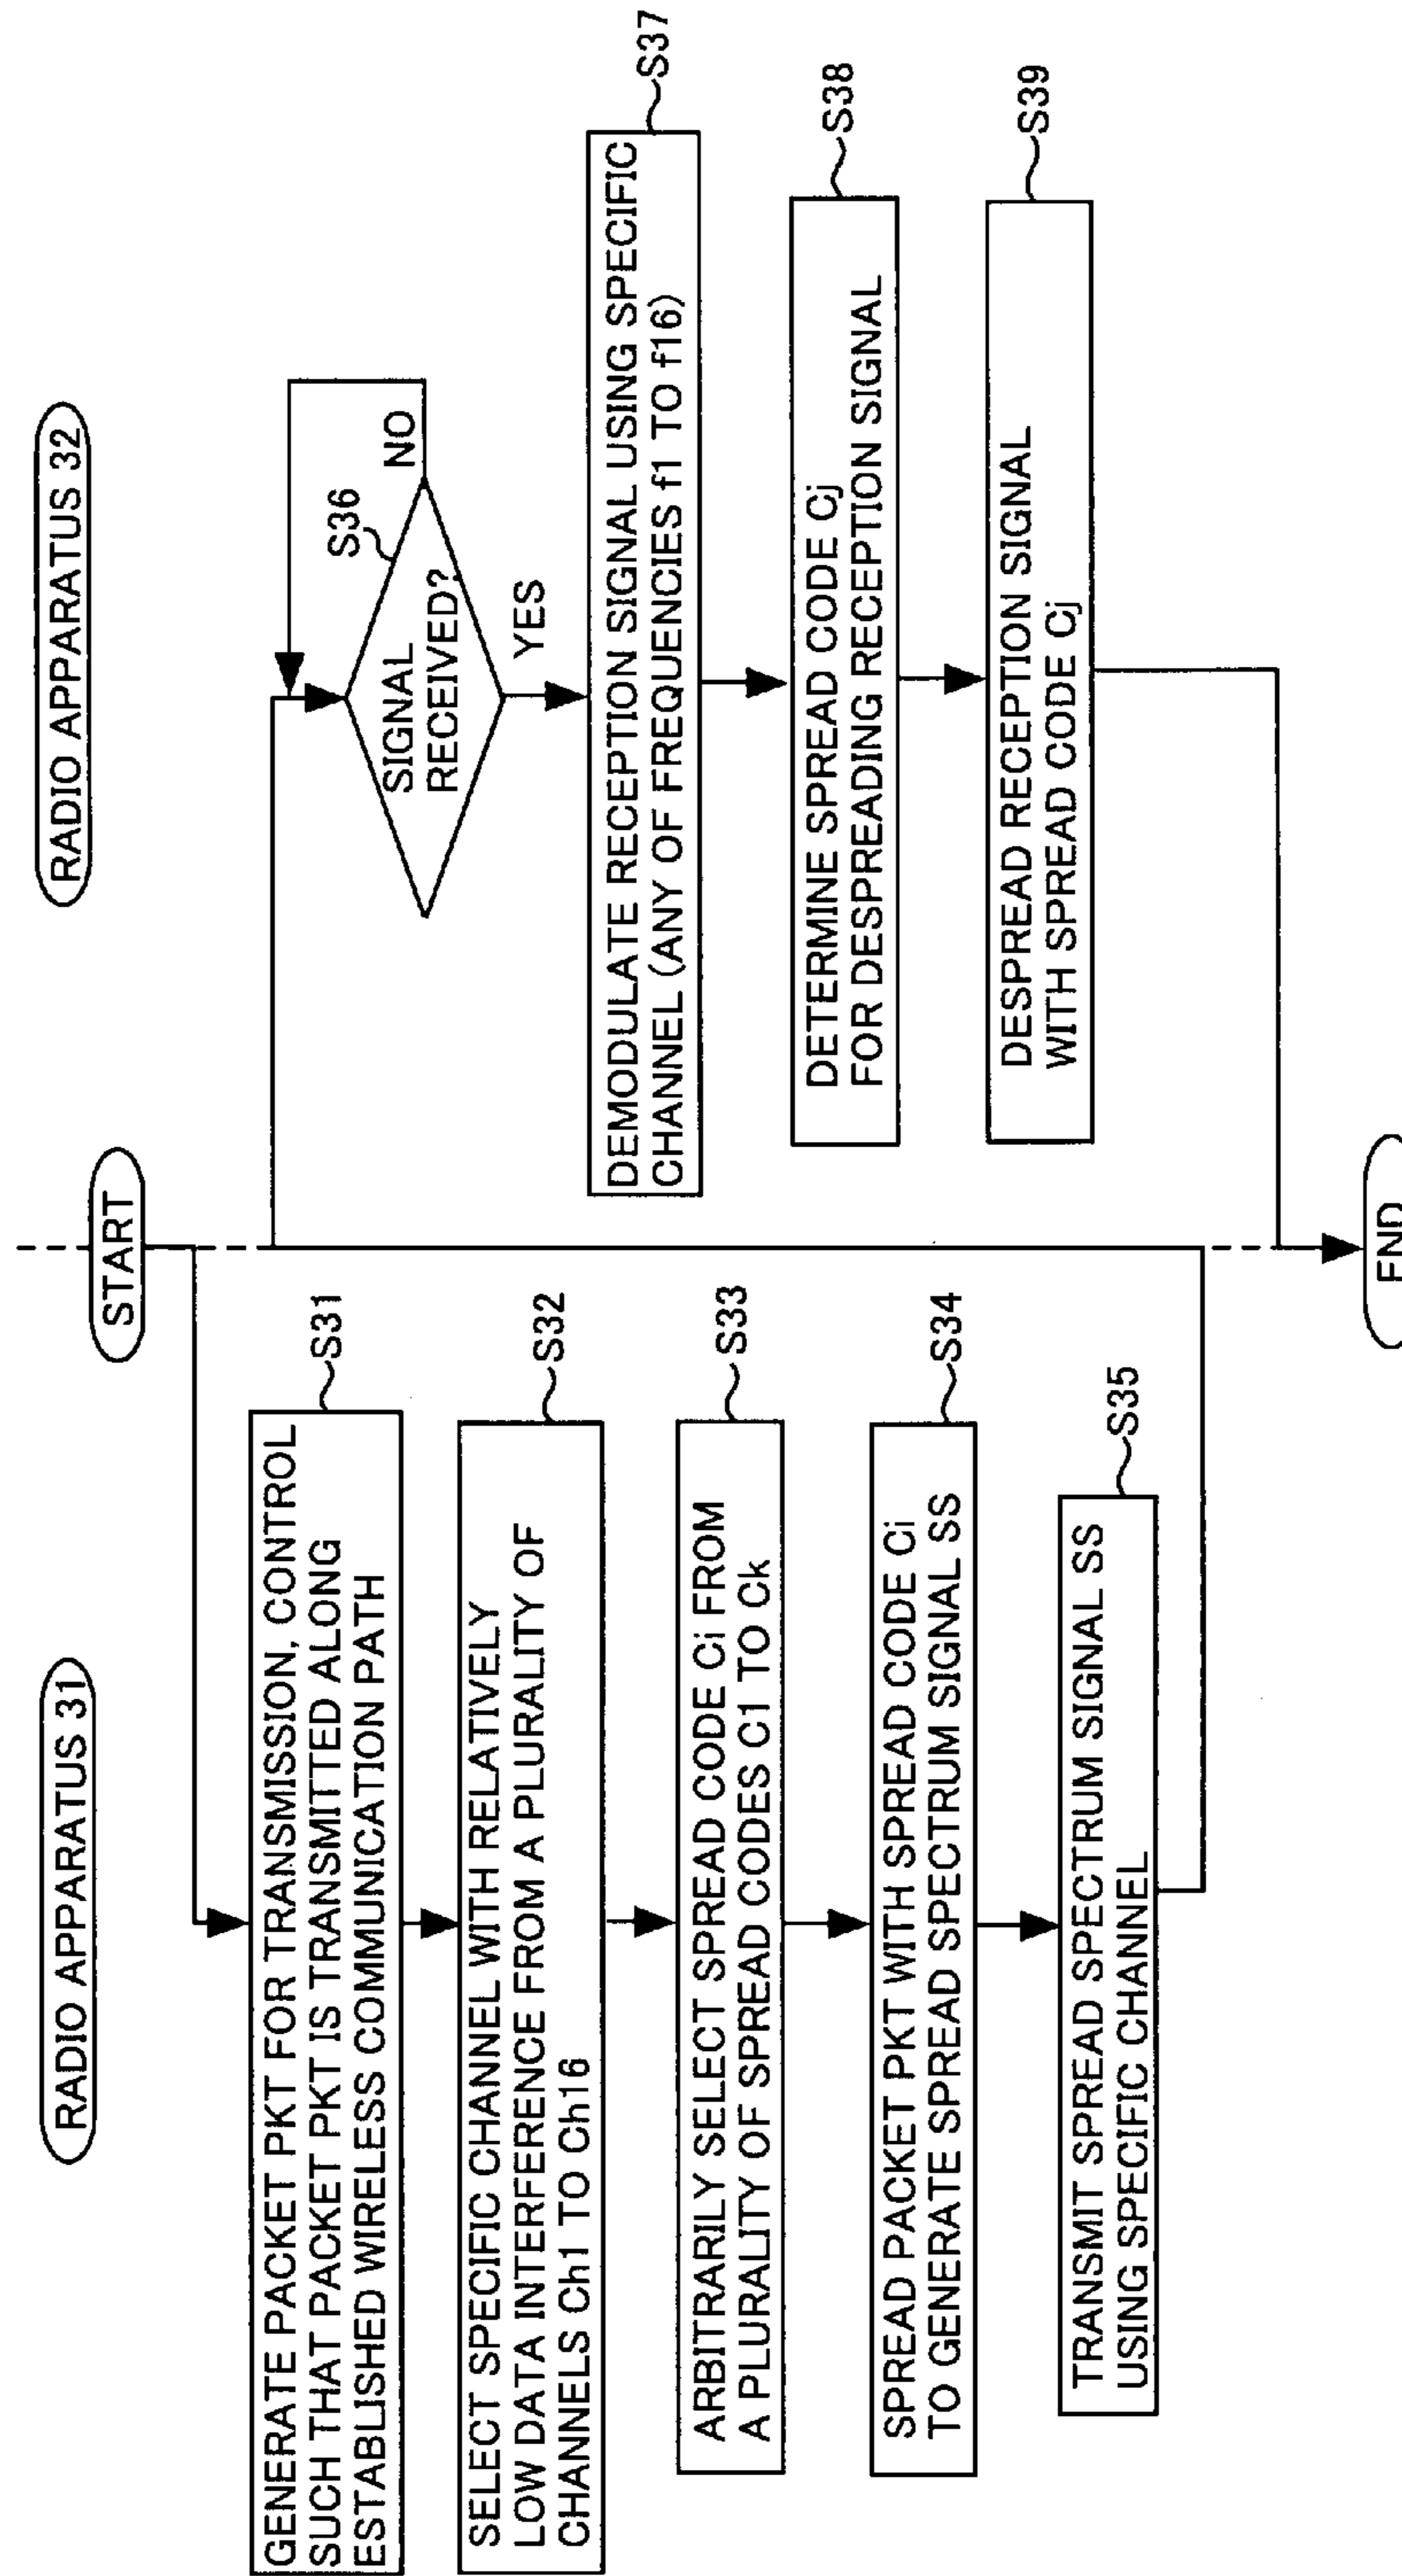 RADIO APPARATUS 31
RADIO APPARATUS 32
START
GENERATE PACKET PKT FOR TRANSMISSION, CONTROL
SUCH THAT PACKET PKT IS TRANSMITTED ALONG
ESTABLISHED WIRELESS COMMUNICATION PATH
S31
SELECT SPECIFIC CHANNEL WITH RELATIVELY
LOW DATA INTERFERENCE FROM A PLURALITY OF
CHANNELS Ch1 TO Ch16
S32
ARBITRARILY SELECT SPREAD CODE Ci FROM
A PLURALITY OF SPREAD CODES C1 TO Ck
S33
SPREAD PACKET PKT WITH SPREAD CODE Ci
TO GENERATE SPREAD SPECTRUM SIGNAL SS
S34
TRANSMIT SPREAD SPECTRUM SIGNAL SS
USING SPECIFIC CHANNEL
S35
S36
SIGNAL
RECEIVED?
NO
YES
DEMODULATE RECEPTION SIGNAL USING SPECIFIC
CHANNEL (ANY OF FREQUENCIES f1 TO f16)
S37
DETERMINE SPREAD CODE Cj
FOR DESPREADING RECEPTION SIGNAL
S38
DESPREAD RECEPTION SIGNAL
WITH SPREAD CODE Cj
S39
END